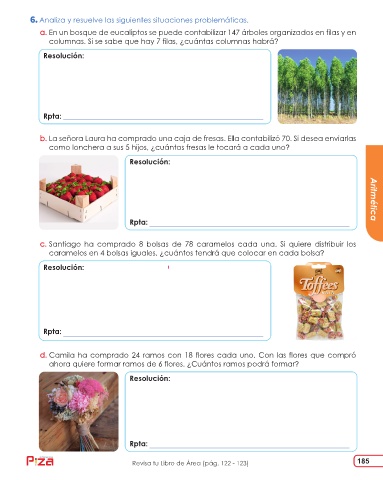 6. Analiza y resuelve las siguientes situaciones problemáticas.
a. En un bosque de eucaliptos se puede contabilizar 147 árboles organizados en filas y en
columnas. Si se sabe que hay 7 filas, ¿cuántas columnas habrá?
Resolución:
Rpta:
b. La señora Laura ha comprado una caja de fresas. Ella contabilizó 70. Si desea enviarlas
como lonchera a sus 5 hijos, ¿cuántas fresas le tocará a cada uno?
Resolución:
Rpta:
Aritmética
c. Santiago ha comprado 8 bolsas de 78 caramelos cada una. Si quiere distribuir los
caramelos en 4 bolsas iguales, ¿cuántos tendrá que colocar en cada bolsa?
Resolución:
Toffees
Rpta:
d. Camila ha comprado 24 ramos con 18 flores cada uno. Con las flores que compró
ahora quiere formar ramos de 6 flores. ¿Cuántos ramos podrá formar?
Resolución:
Rpta:
Revisa tu Libro de Área (pág. 122 - 123)
185